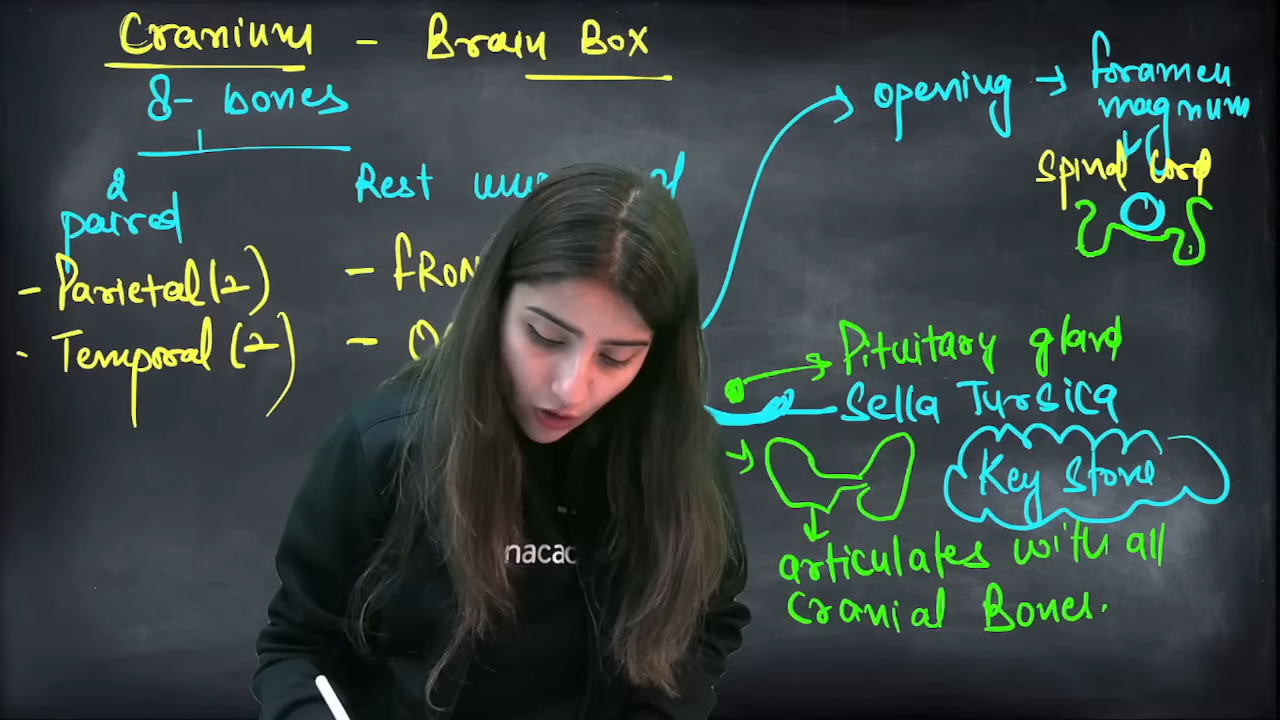 Cranium - Brain Box
8- bones
2
paired
- Parietal (2)
- Temporal (2)
Rest
- fRON
-
opening → foramen
magnum
Spinal Cord
Pituitary gland
Sella Tursica
Key stone
articulates with all
Cranial Bones.
nacad